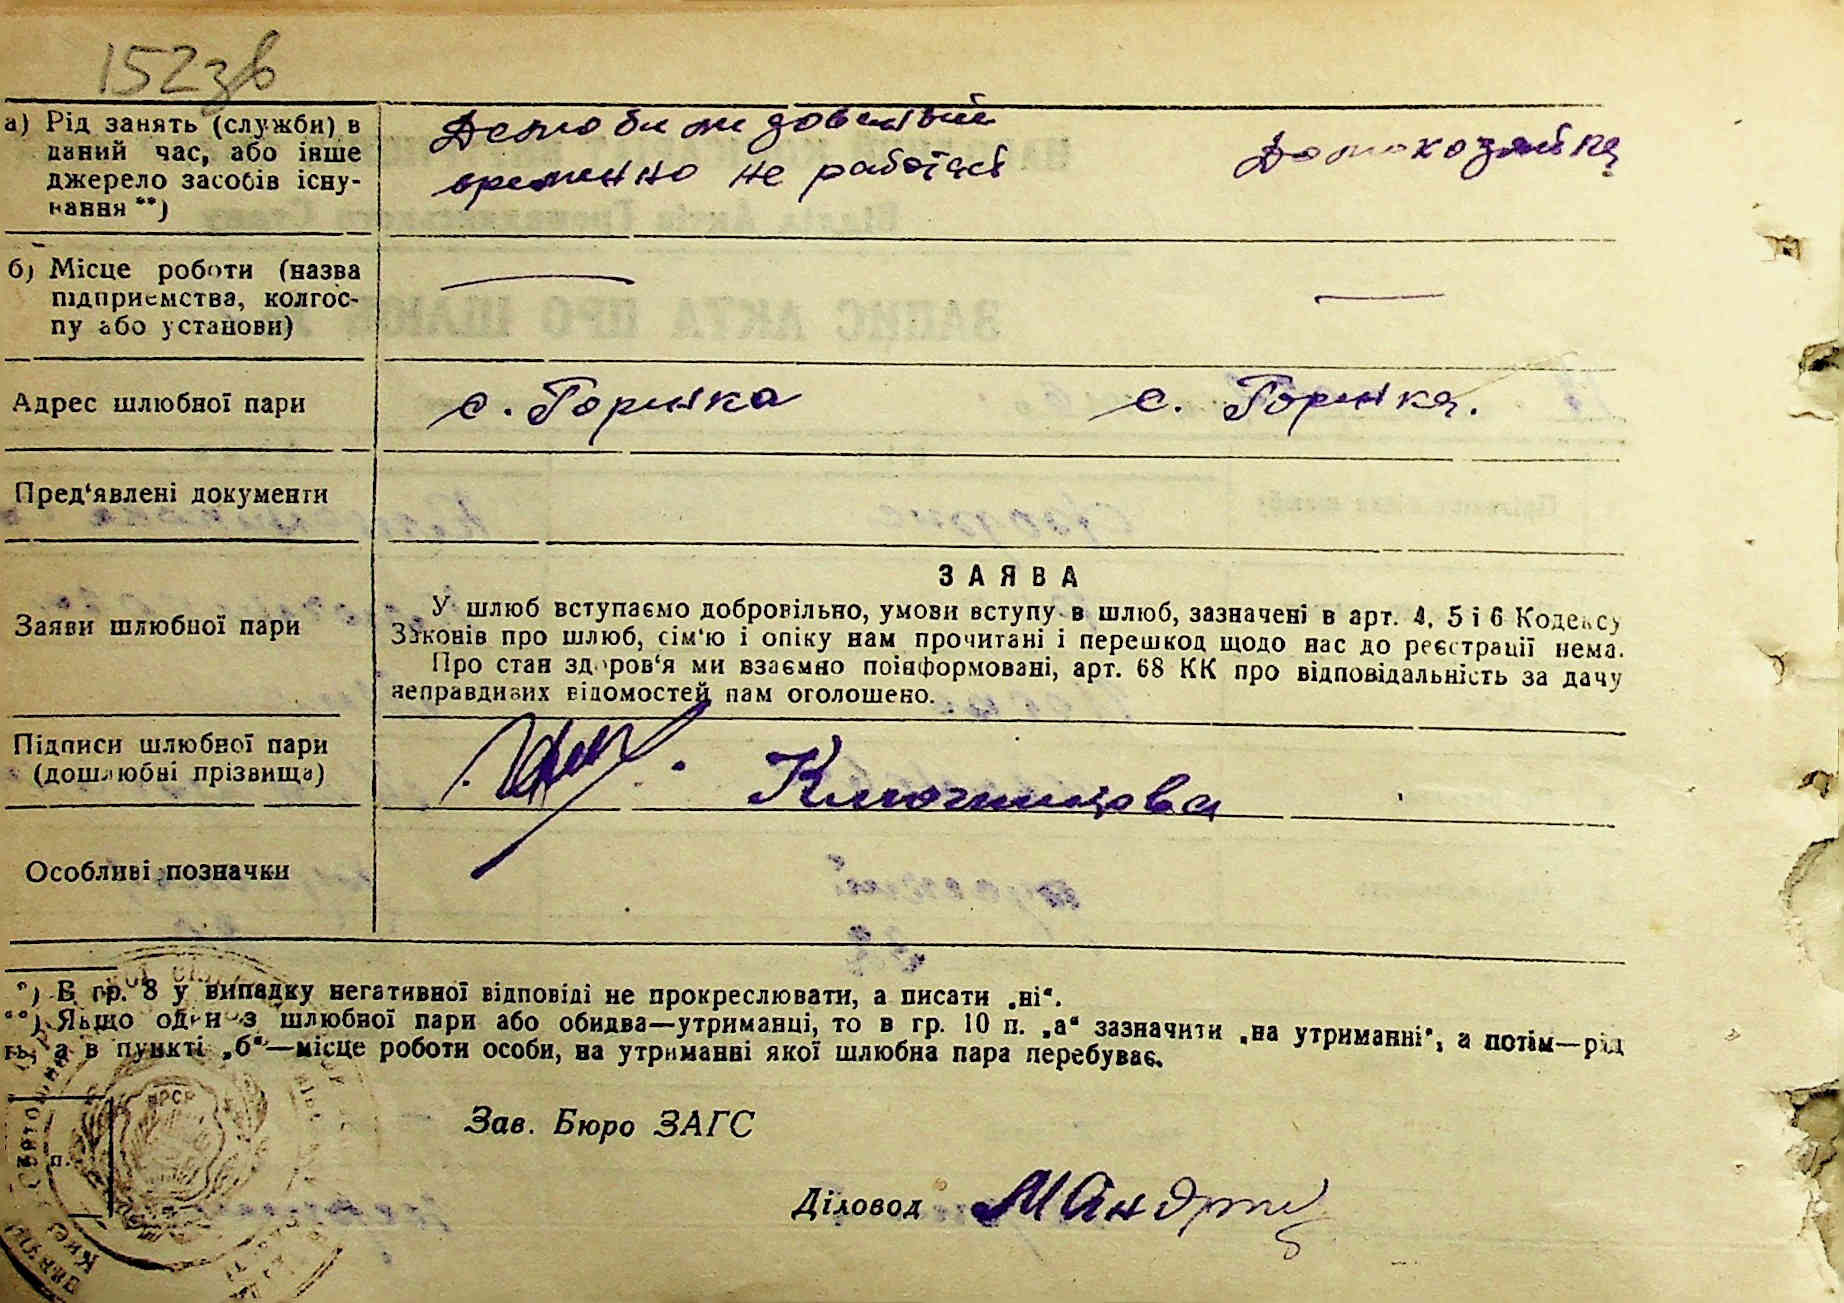 152зв
а) Рід занять (служби) в
даний час, або інше
джерело засобів існу-
вання **)
Демобилизований
временно не работает
Домохозяйка
б) Місце роботи (назва
підприємства, колгос-
пу або установи)
Адрес шлюбної пари
с. Горинка
с. Горинка.
Пред‘явлені документи
Заяви шлюбної пари
ЗАЯВА
У шлюб вступаємо добровільно, умови вступу в шлюб, зазначені в арт. 4, 5 і 6 Кодексу
Законів про шлюб, сім‘ю і опіку нам прочитані і перешкод щодо нас до реєстрації нема.
Про стан здоров‘я ми взаємно поінформовані, арт. 68 КК про відповідальність за дачу
неправдивих відомостей нам оголошено.
Підписи шлюбної пари
(дошлюбні прізвища)
Ключникова
Особливі позначки
*) В гр. 8 у випадку негативної відповіді не прокреслювати, а писати „ні“.
**) Якщо один з шлюбної пари або обидва—утриманці, то в гр. 10 п. „а“ зазначити „на утриманні“, а потім—рід
а в пункті „б“—місце роботи особи, на утриманні якої шлюбна пара перебуває.
УРСР
п.
Київ
Зав. Бюро ЗАГС
Діловод